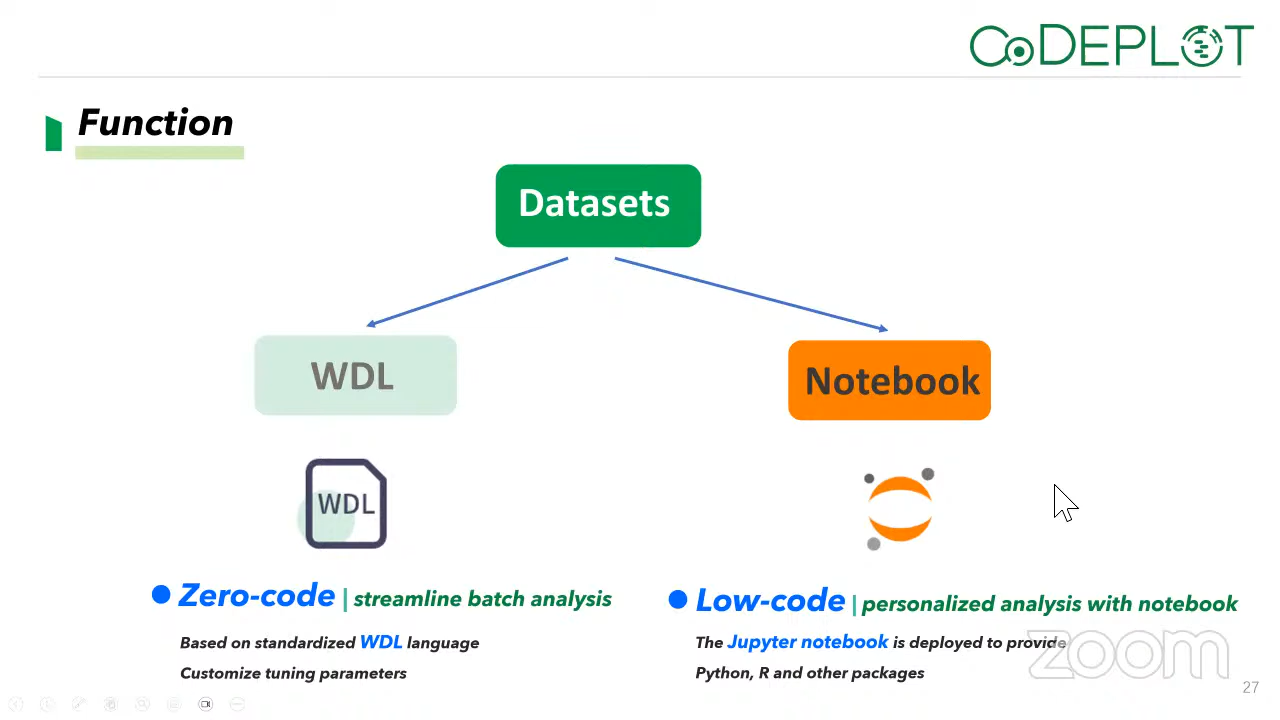 CODEPLOT
Function
Datasets
WDL
Notebook
WDL
Zero-code | streamline batch analysis
Low-code | personalized analysis with notebook
Based on standardized WDL language
The Jupyter notebook is deployed to provide
Customize tuning parameters
Python, R and other packages
zoom
27